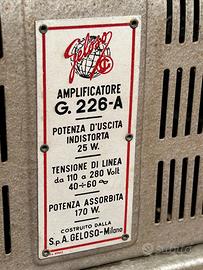 Geloso
AMPLIFICATORE
G. 226-A
POTENZA D'USCITA
INDISTORTA
25 W.
TENSIONE DI LINEA
da 110 a 280 Volt
40÷60
POTENZA ASSORBITA
170 W.
COSTRUITO DALLA
S.p.A. GELOSO-Milano